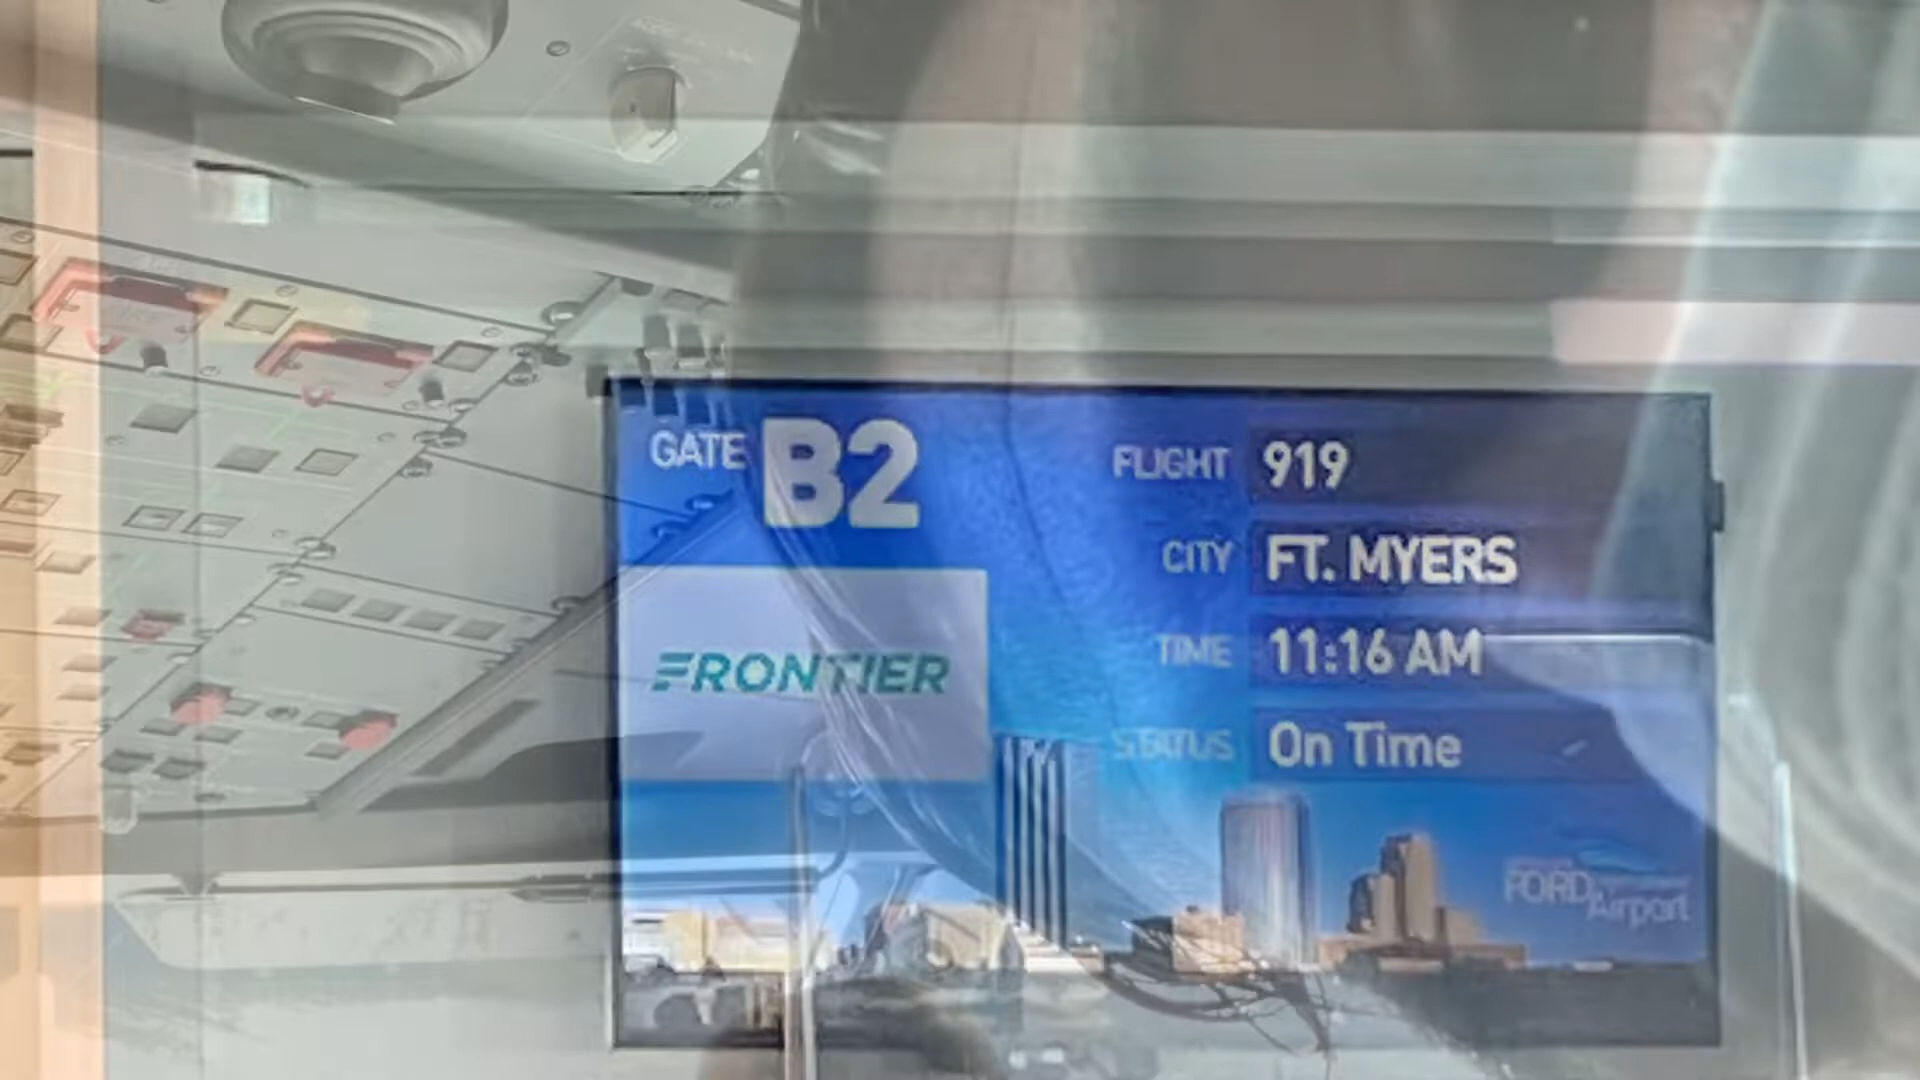 GATE B2
FLIGHT 919
CITY FT. MYERS
TIME 11:16 AM
STATUS On Time
FRONTIER
FORD
Airport